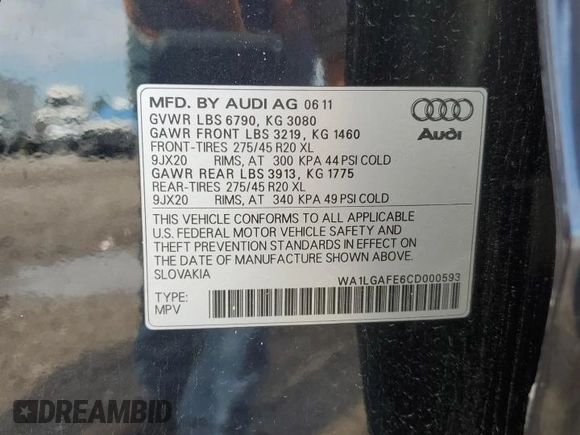 MFD. BY AUDI AG 06 11
GVWR LBS 6790, KG 3080
GAWR FRONT LBS 3219, KG 1460
FRONT-TIRES 275/45 R20 XL
9JX20 RIMS, AT 300 KPA 44 PSI COLD
GAWR REAR LBS 3913, KG 1775
REAR-TIRES 275/45 R20 XL
9JX20 RIMS, AT 340 KPA 49 PSI COLD
Audi
THIS VEHICLE CONFORMS TO ALL APPLICABLE
U.S. FEDERAL MOTOR VEHICLE SAFETY AND
THEFT PREVENTION STANDARDS IN EFFECT ON
THE DATE OF MANUFACTURE SHOWN ABOVE.
SLOVAKIA
WA1LGAFE6CD000593
TYPE:
MPV
DREAMBID